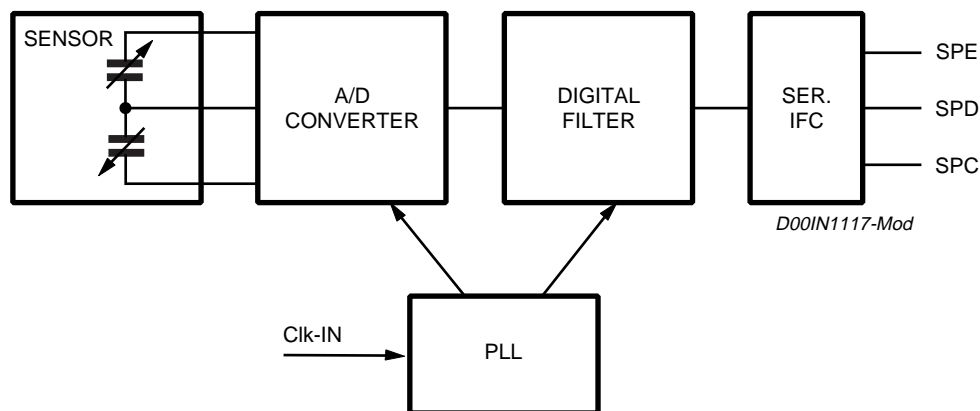 SENSOR
A/D
CONVERTER
DIGITAL
FILTER
SER.
IFC
SPE
SPD
SPC
D00IN1117-Mod
Clk-IN
PLL